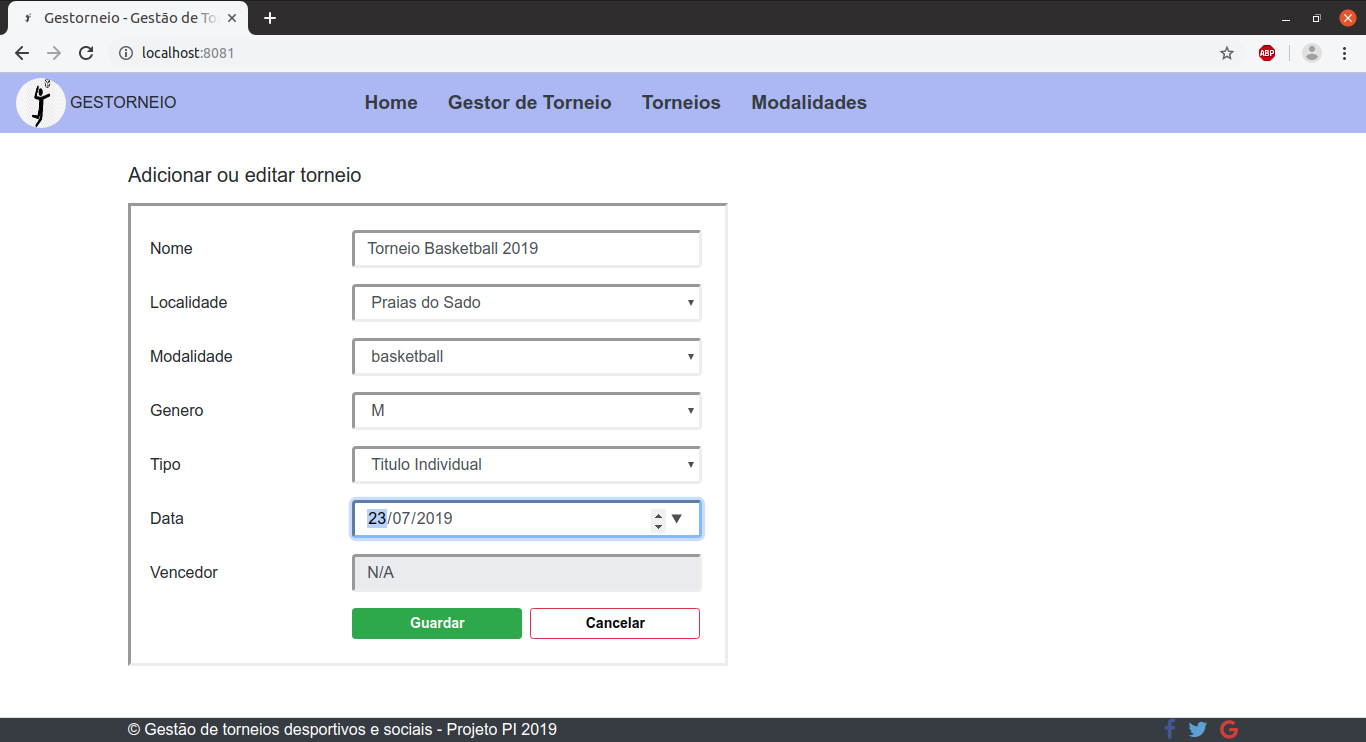 Gestorneio - Gestão de To
localhost:8081
ABP
GESTORNEIO
Home Gestor de Torneio Torneios Modalidades
Adicionar ou editar torneio
Nome Torneio Basketball 2019
Localidade Praias do Sado
Modalidade basketball
Genero M
Tipo Titulo Individual
Data 23/07/2019
Vencedor N/A
Guardar Cancelar
© Gestão de torneios desportivos e sociais - Projeto PI 2019